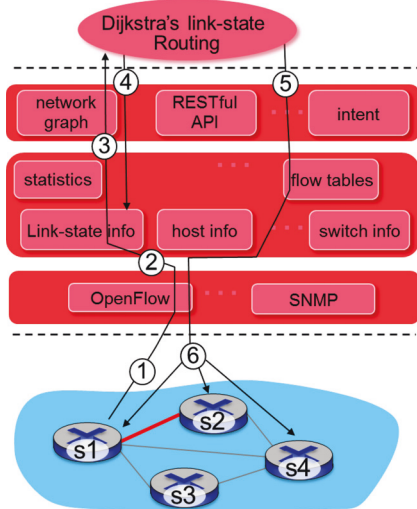 Dijkstra's link-state
Routing
4
5
network
graph
RESTful
API
intent
3
statistics
flow tables
Link-state info
host info
switch info
2
OpenFlow
SNMP
1
6
s2
s1
s4
s3